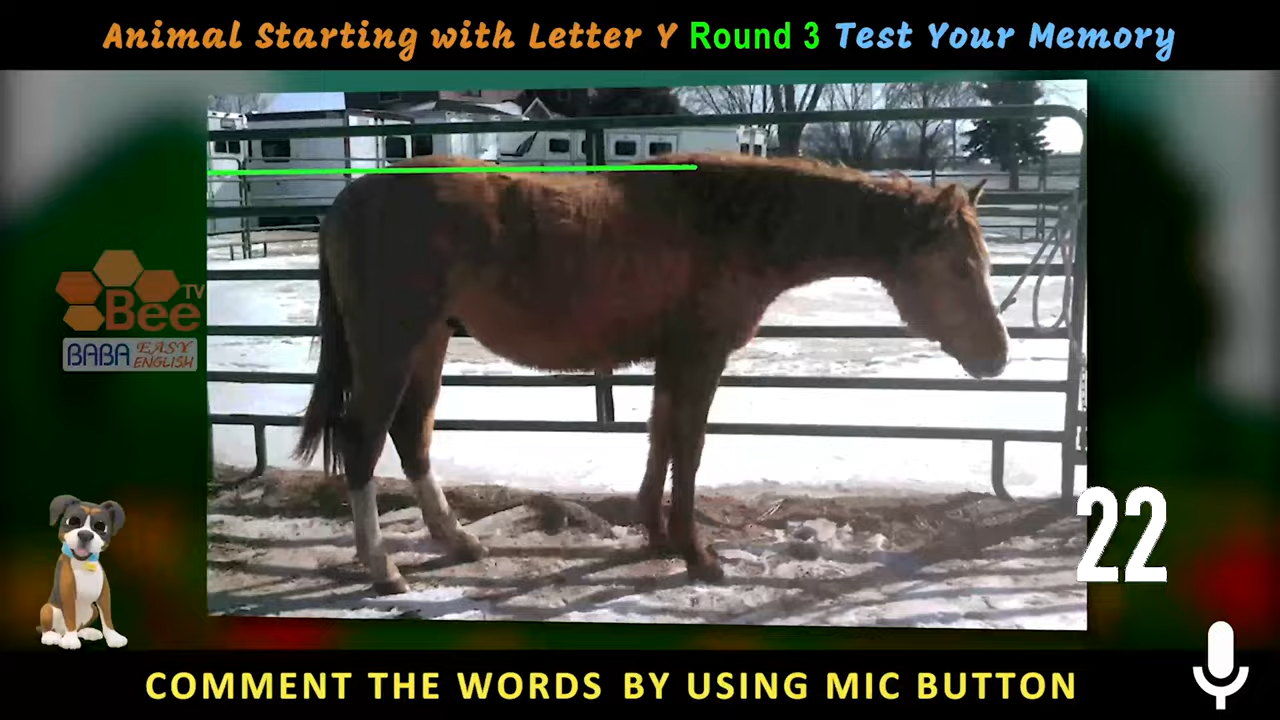 Animal Starting with Letter Y Round 3 Test Your Memory
Bee TV
BABA EASY ENGLISH
22
COMMENT THE WORDS BY USING MIC BUTTON